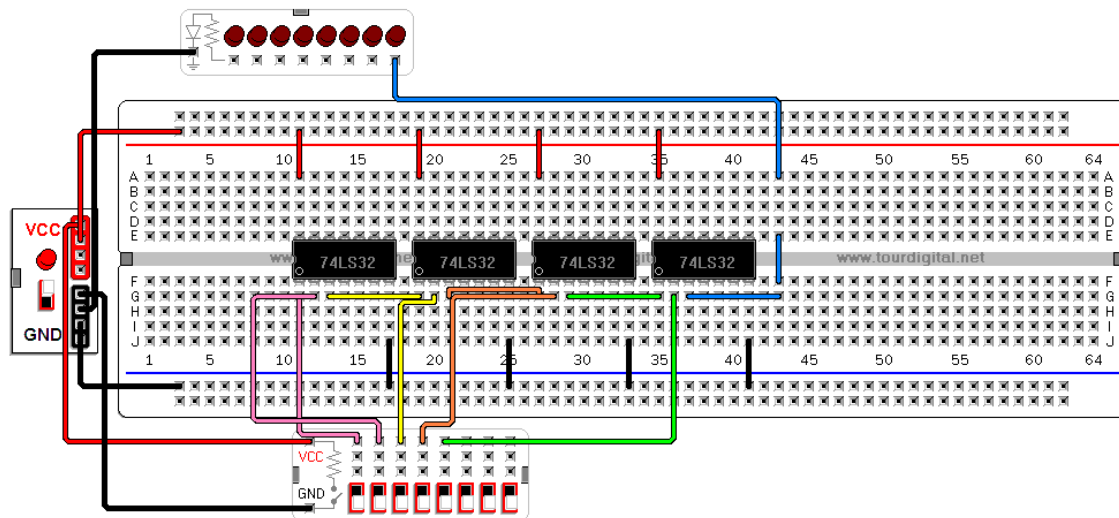 1 5 10 15 20 25 30 35 40 45 50 55 60 64
A A
B B
C C
D D
E E
VCC
74LS32 74LS32 74LS32 74LS32 www.tourdigital.net
GND
F F
G G
H H
I I
J J
1 5 10 15 20 25 30 35 40 45 50 55 60 64
VCC
GND